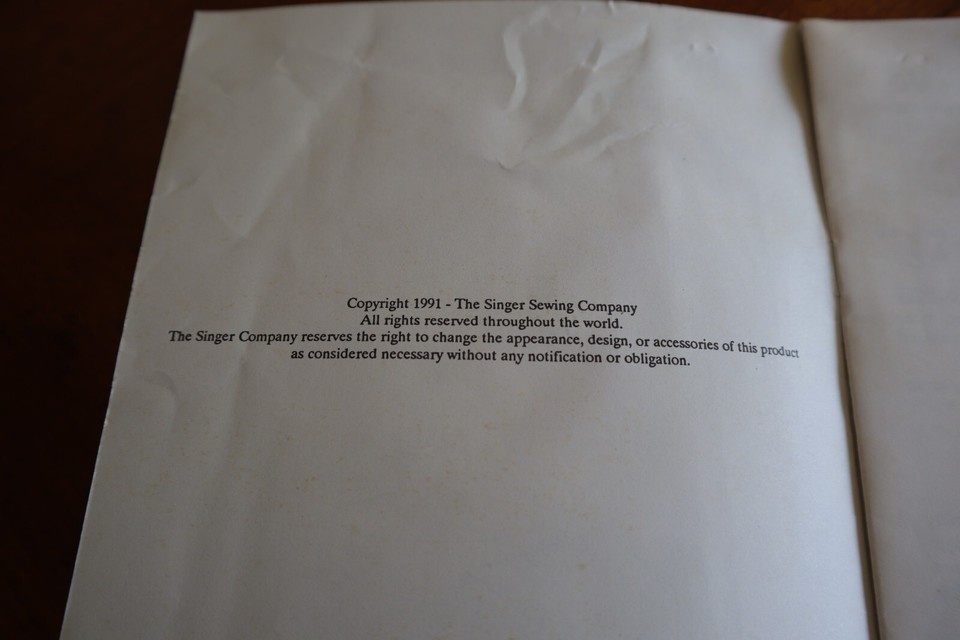 Copyright 1991 - The Singer Sewing Company
All rights reserved throughout the world.
The Singer Company reserves the right to change the appearance, design, or accessories of this product
as considered necessary without any notification or obligation.